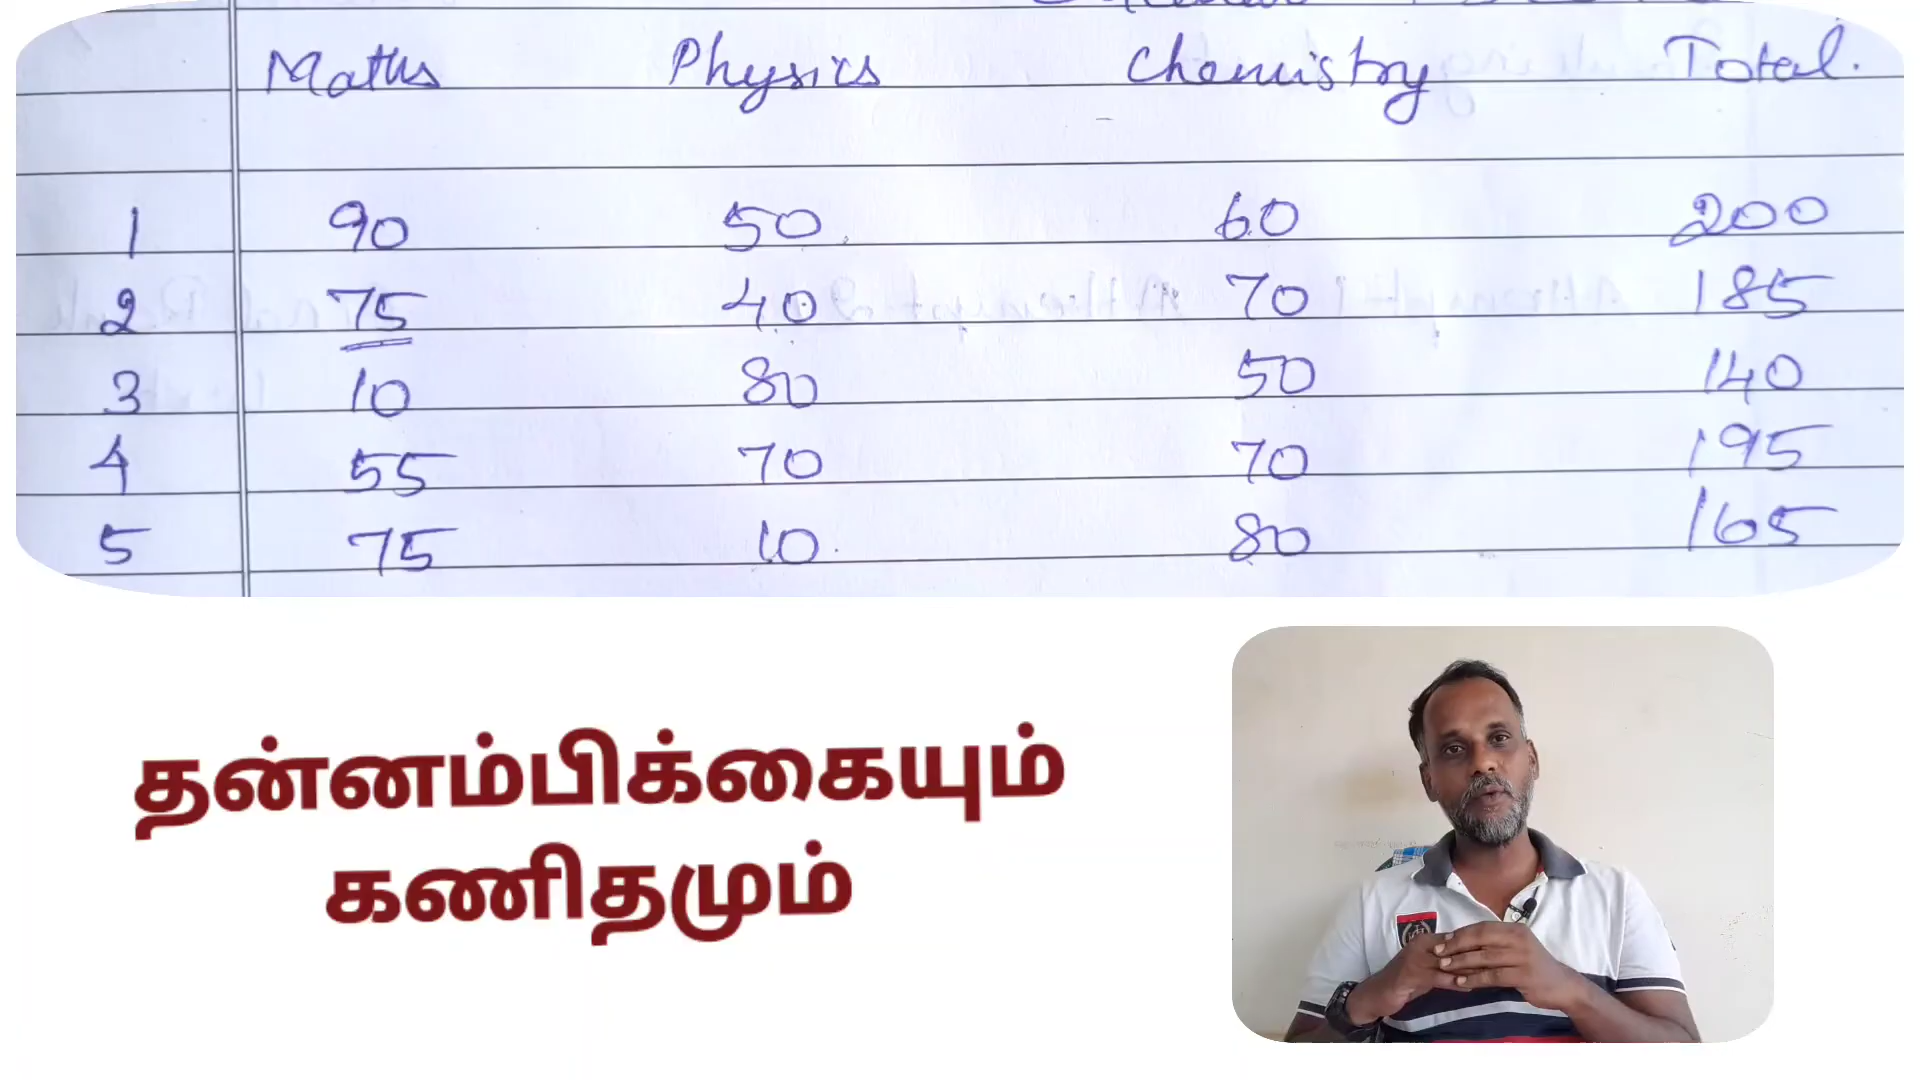 Maths Physics Chemistry Total.
1 90 50 60 200
2 75 40 70 185
3 10 80 50 140
4 55 70 70 195
5 75 10 80 165
தன்னம்பிக்கையும்
கணிதமும்